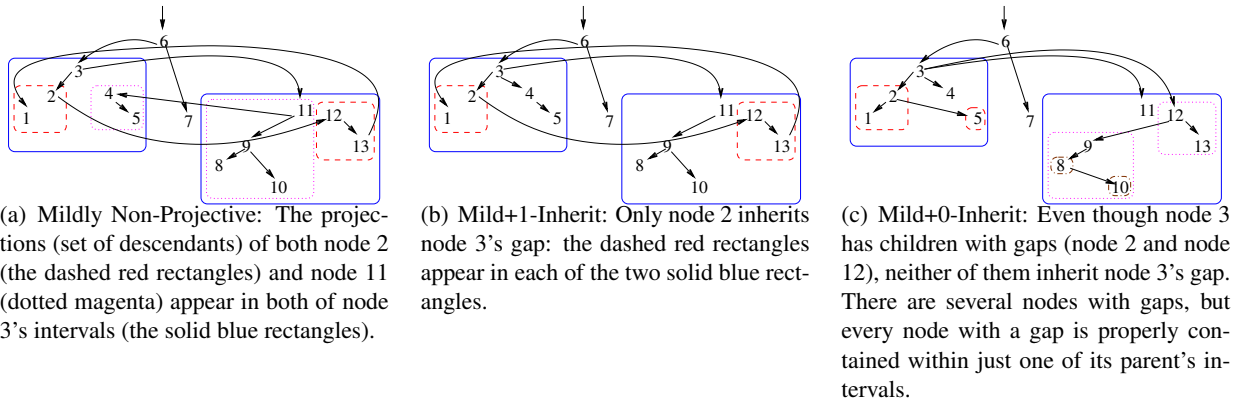 6
3
2
4
1
5
7
11
12
13
9
8
10
(a) Mildly Non-Projective: The projec-
tions (set of descendants) of both node 2
(the dashed red rectangles) and node 11
(dotted magenta) appear in both of node
3's intervals (the solid blue rectangles).
6
3
2
4
1
5
7
11
12
13
9
8
10
(b) Mild+1-Inherit: Only node 2 inherits
node 3's gap: the dashed red rectangles
appear in each of the two solid blue rect-
angles.
6
3
2
4
1
5
7
11
12
13
9
8
10
(c) Mild+0-Inherit: Even though node 3
has children with gaps (node 2 and node
12), neither of them inherit node 3's gap.
There are several nodes with gaps, but
every node with a gap is properly con-
tained within just one of its parent's in-
tervals.